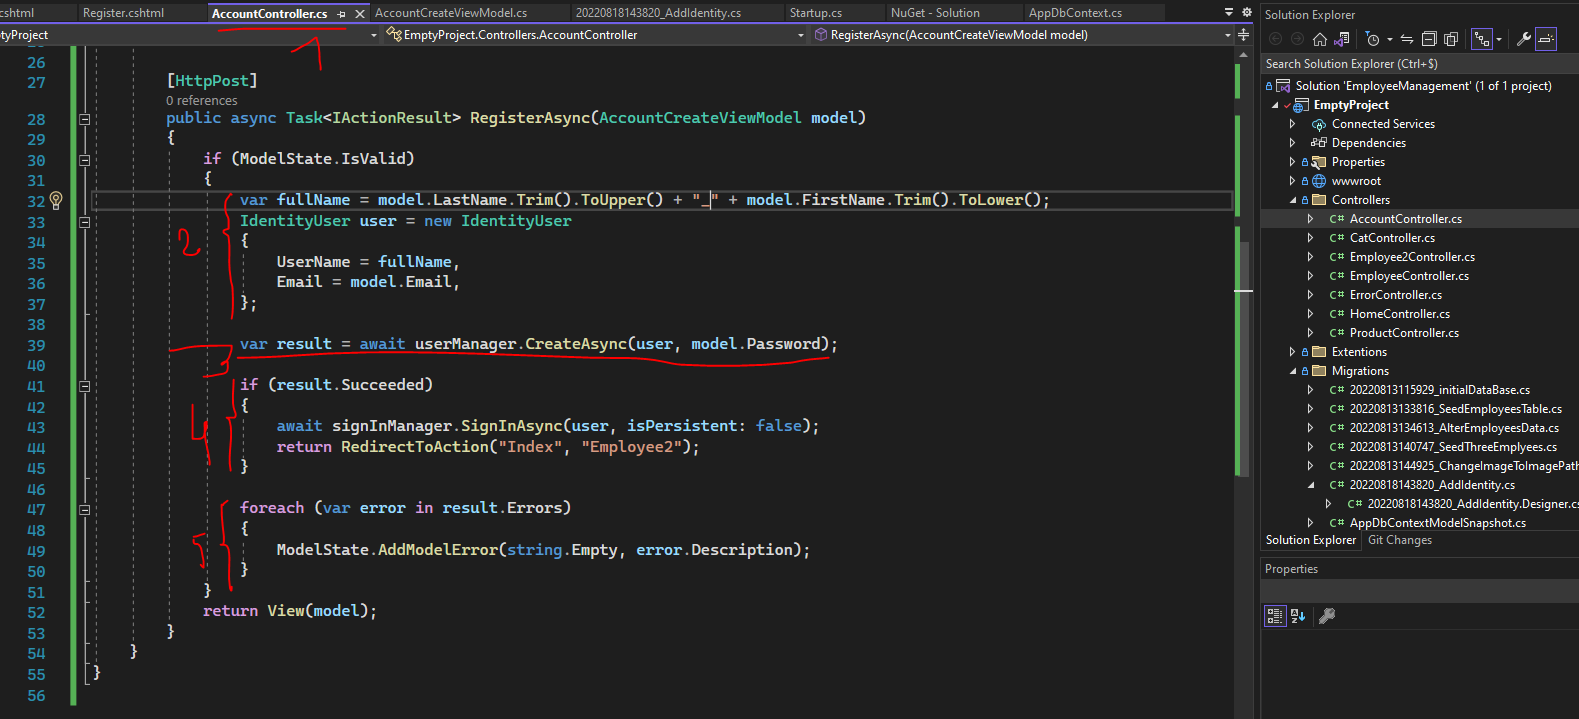 cshtml
Register.cshtml
AccountController.cs
AccountCreateViewModel.cs
20220818143820_AddIdentity.cs
Startup.cs
NuGet - Solution
AppDbContext.cs
tyProject
EmptyProject.Controllers.AccountController
RegisterAsync(AccountCreateViewModel model)
1
26
27 [HttpPost]
0 references
28 public async Task<IActionResult> RegisterAsync(AccountCreateViewModel model)
29 {
30 if (ModelState.IsValid)
31 {
32 var fullName = model.LastName.Trim().ToUpper() + "_" + model.FirstName.Trim().ToLower();
33 IdentityUser user = new IdentityUser
2
34 {
35 UserName = fullName,
36 Email = model.Email,
37 };
38
39 var result = await userManager.CreateAsync(user, model.Password);
3
40
41 if (result.Succeeded)
42 {
4
43 await signInManager.SignInAsync(user, isPersistent: false);
44 return RedirectToAction("Index", "Employee2");
45 }
46
47 foreach (var error in result.Errors)
48 {
5
49 ModelState.AddModelError(string.Empty, error.Description);
50 }
51 }
52 return View(model);
53 }
54 }
55 }
56
Solution Explorer
Search Solution Explorer (Ctrl+$)
Solution 'EmployeeManagement' (1 of 1 project)
EmptyProject
Connected Services
Dependencies
Properties
wwwroot
Controllers
C# AccountController.cs
C# CatController.cs
C# Employee2Controller.cs
C# EmployeeController.cs
C# ErrorController.cs
C# HomeController.cs
C# ProductController.cs
Extentions
Migrations
C# 20220813115929_initialDataBase.cs
C# 20220813133816_SeedEmployeesTable.cs
C# 20220813134613_AlterEmployeesData.cs
C# 20220813140747_SeedThreeEmplyees.cs
C# 20220813144925_ChangeImageToImagePath
C# 20220818143820_AddIdentity.cs
C# 20220818143820_AddIdentity.Designer.cs
C# AppDbContextModelSnapshot.cs
Solution Explorer
Git Changes
Properties